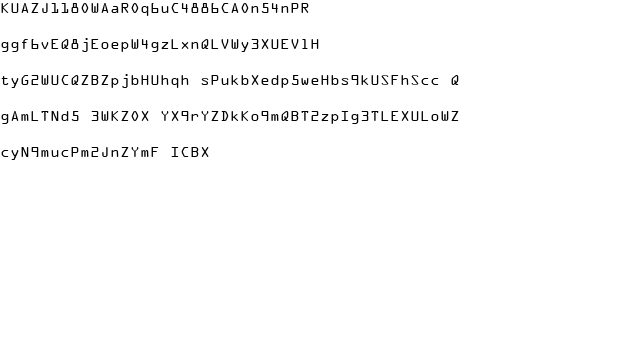 KUAZJ1180WAaR0q6uC4886CA0n54nPR
ggf6vEQ8jEoepW4gzLxnQLVWy3XUEV1H
tyG2WUCQZBZpjbHUhqh sPukbXedp5weHbs9kUSFhScc Q
gAmLTNd5 3WKZ0X YX9rYZDkKo9mQBT2zpIg3TLEXULoWZ
cyN9mucPm2JnZYmF ICBX